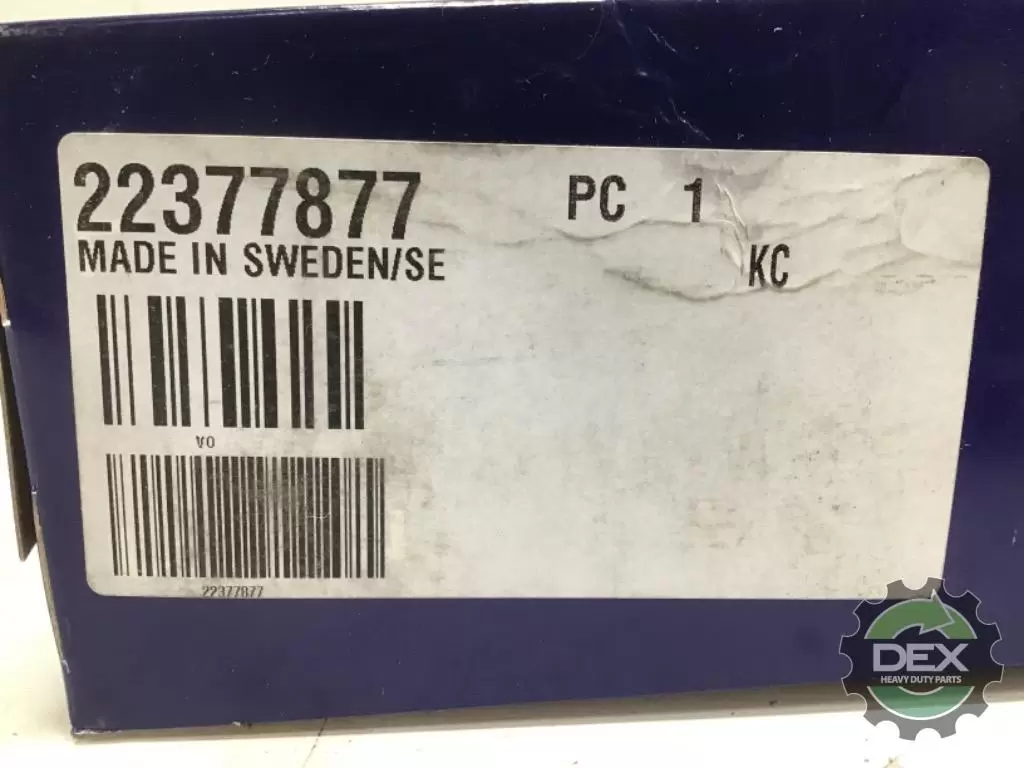 22377877 PC 1
MADE IN SWEDEN/SE KC
VO
22377877
DEX
HEAVY DUTY PARTS